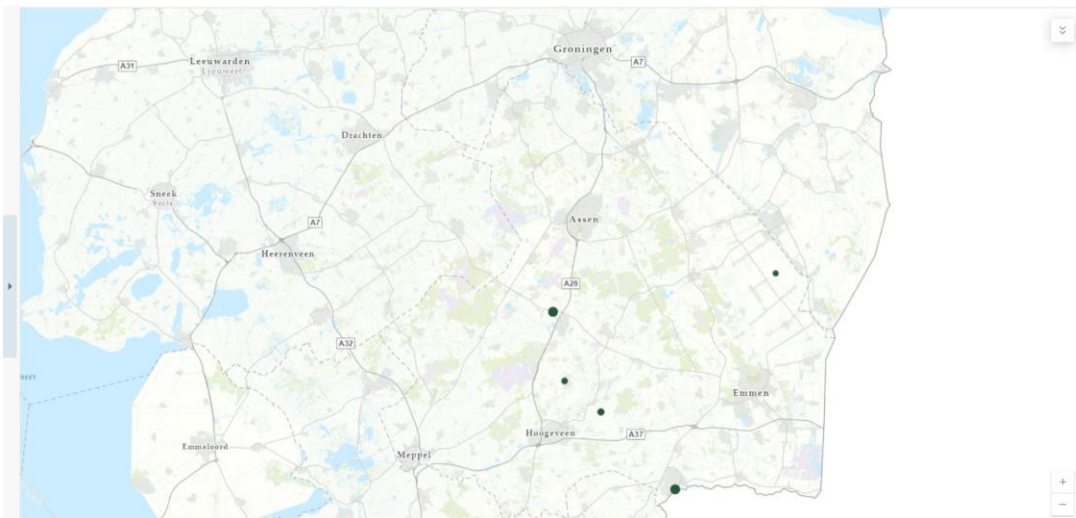 Groningen
A7
Leeuwarden
Ljouwert
A31
Drachten
Sneek
Snits
A7
Assen
Heerenveen
A28
A32
Emmen
Hoogeveen
A37
Emmeloord
Meppel
+
−